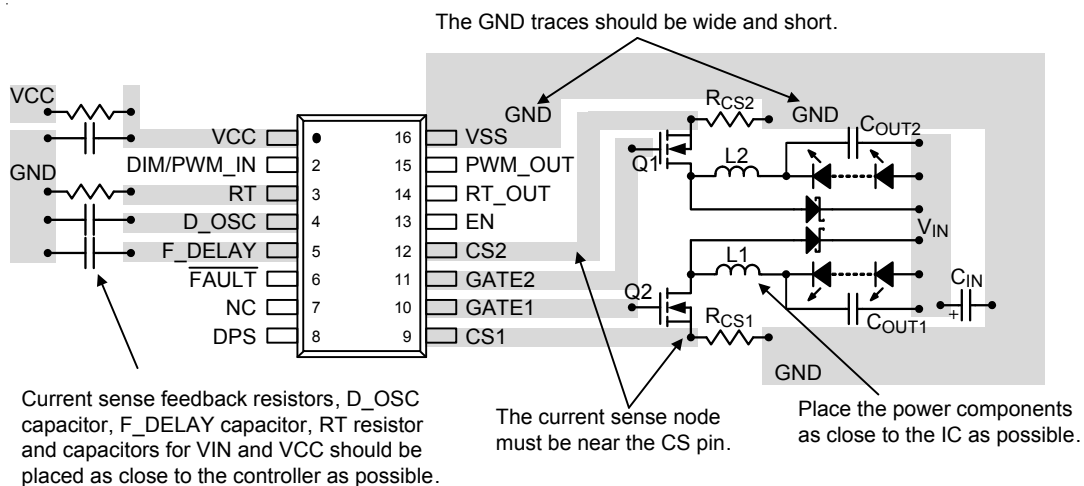 The GND traces should be wide and short.
VCC
GND
GND
RCS2
GND
COUT2
VCC
16
VSS
DIM/PWM_IN
2
15
PWM_OUT
Q1
L2
GND
RT
3
14
RT_OUT
D_OSC
4
13
EN
VIN
F_DELAY
5
12
CS2
L1
FAULT
6
11
GATE2
Q2
CIN
NC
7
10
GATE1
+
RCS1
COUT1
DPS
8
9
CS1
GND
Current sense feedback resistors, D_OSC
capacitor, F_DELAY capacitor, RT resistor
and capacitors for VIN and VCC should be
placed as close to the controller as possible.
The current sense node
must be near the CS pin.
Place the power components
as close to the IC as possible.